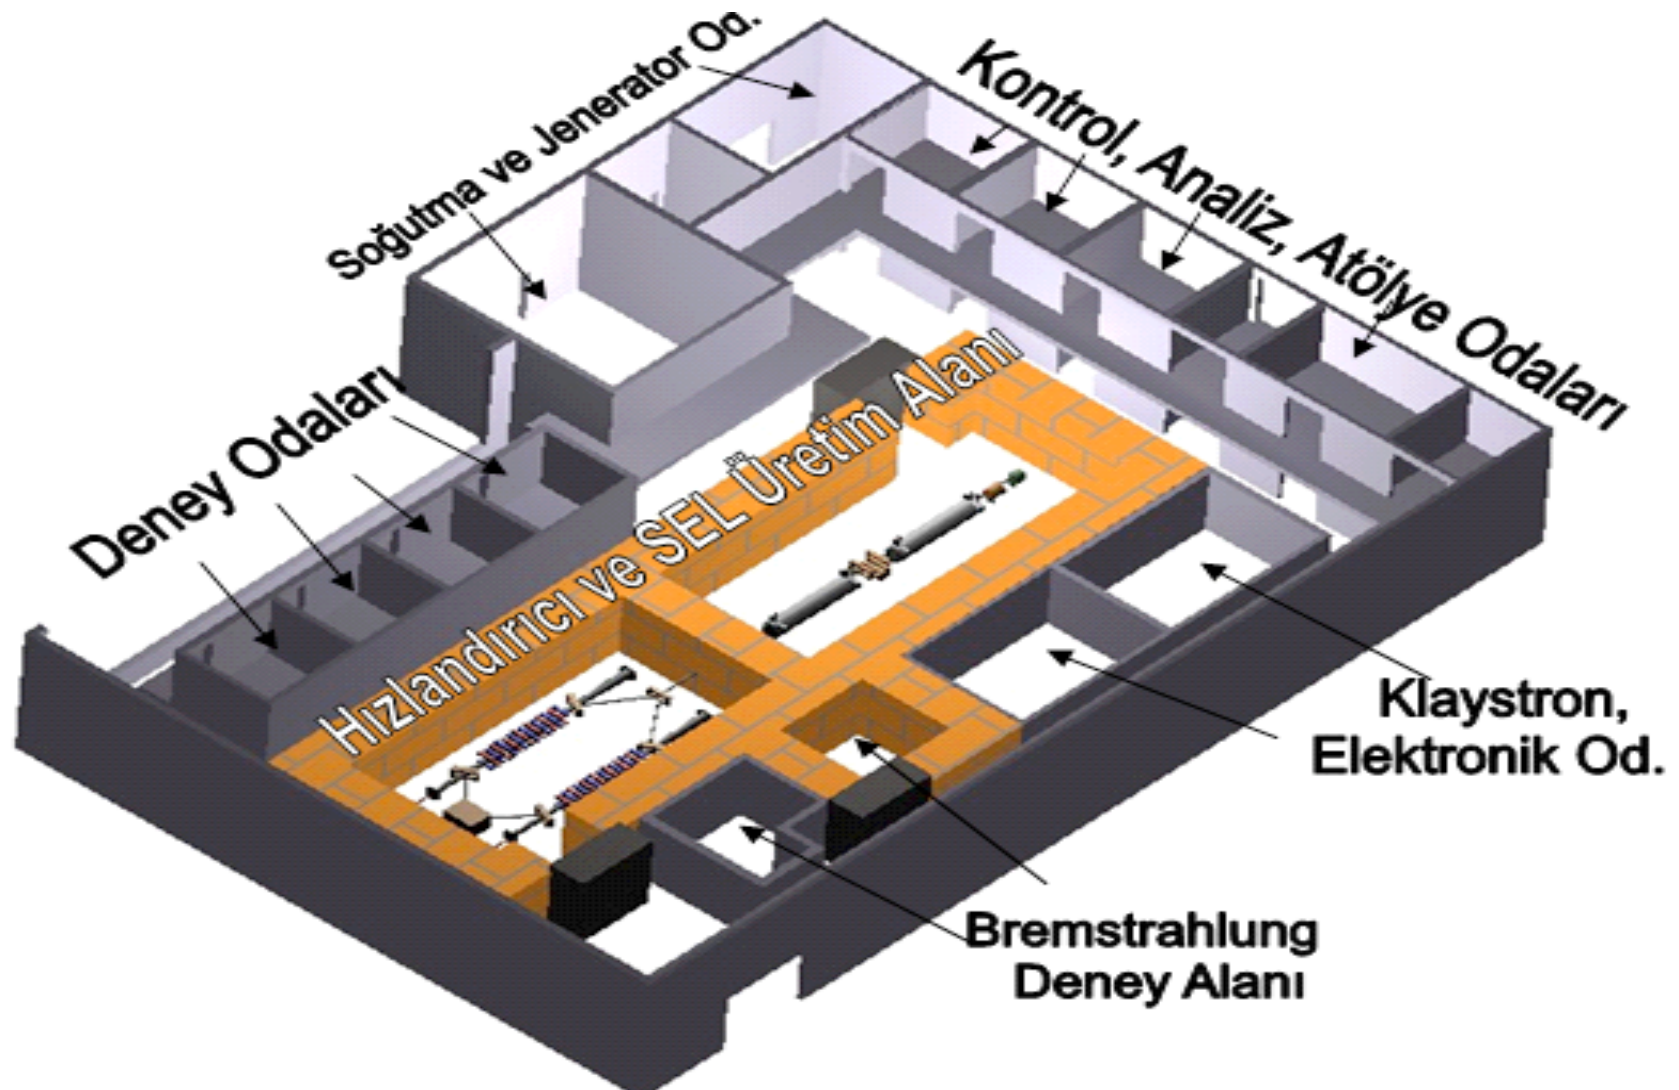 Soğutma ve Jeneratör Od.
Kontrol, Analiz, Atölye Odaları
Deney Odaları
Hızlandırıcı ve SEL Üretim Alanı
Klaystron,
Elektronik Od.
Bremstrahlung
Deney Alanı